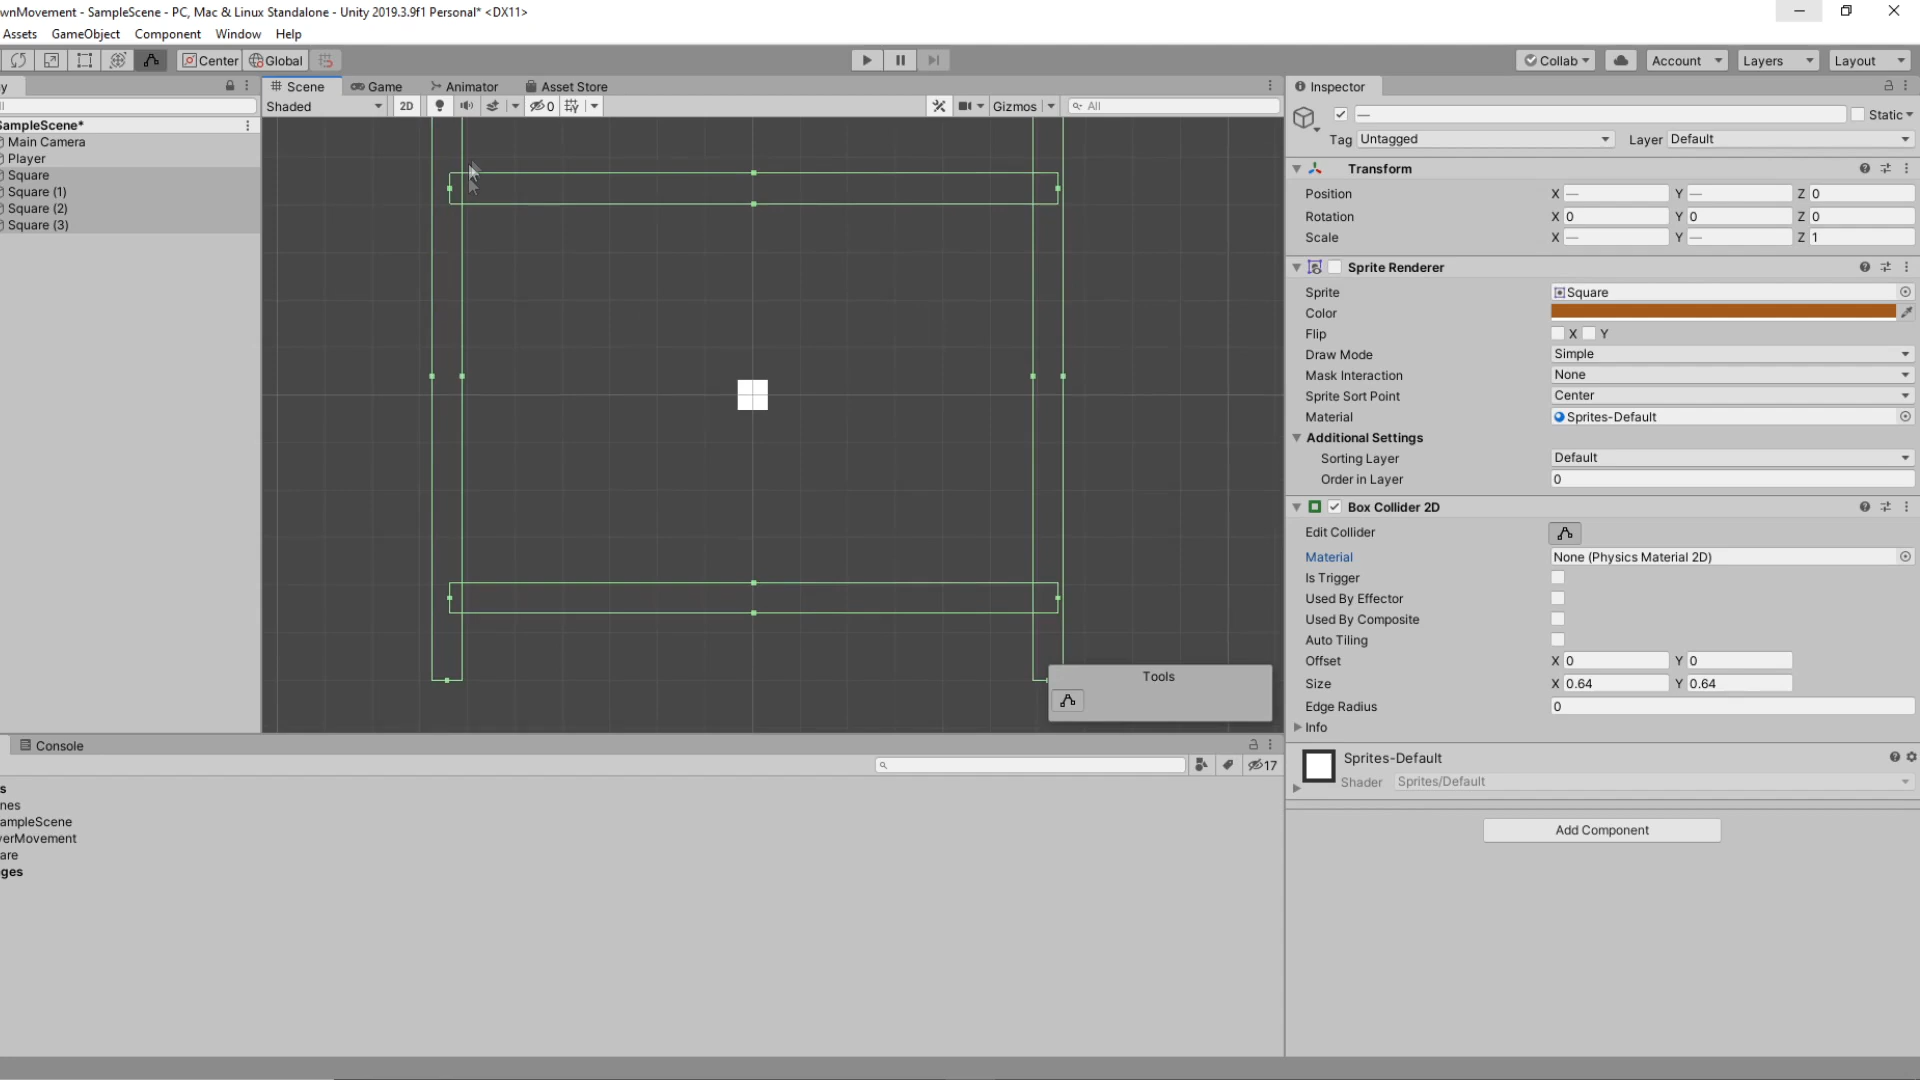 wnMovement - SampleScene - PC, Mac & Linux Standalone - Unity 2019.3.9f1 Personal* <DX11>
Assets GameObject Component Window Help
Center Global
Collab Account Layers Layout
y
Scene Game Animator Asset Store
Inspector
ll
Shaded 2D 0 Gizmos All
Static
SampleScene*
Main Camera
Player
Square
Square (1)
Square (2)
Square (3)
Tag Untagged Layer Default
Transform
Position X — Y — Z 0
Rotation X 0 Y 0 Z 0
Scale X — Y — Z 1
Sprite Renderer
Sprite Square
Color
Flip X Y
Draw Mode Simple
Mask Interaction None
Sprite Sort Point Center
Material Sprites-Default
Additional Settings
Sorting Layer Default
Order in Layer 0
Box Collider 2D
Edit Collider
Material None (Physics Material 2D)
Is Trigger
Used By Effector
Used By Composite
Auto Tiling
Offset X 0 Y 0
Size X 0.64 Y 0.64
Edge Radius 0
Info
Sprites-Default
Shader Sprites/Default
Add Component
Tools
Console
17
s
nes
ampleScene
yerMovement
are
ges